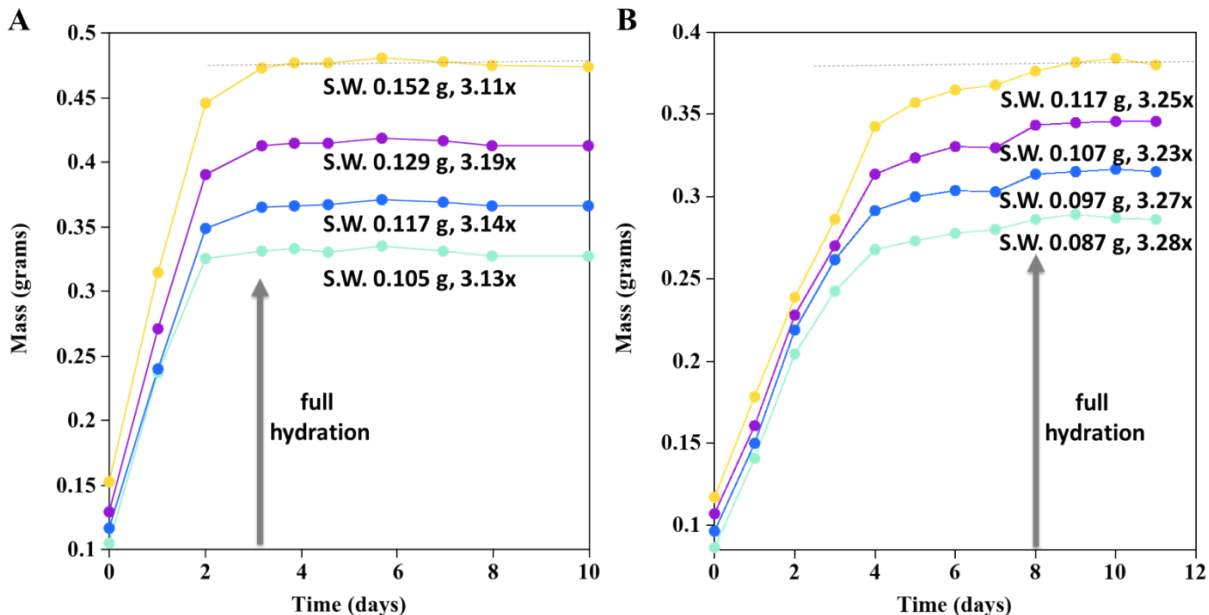 A
0.5
0.45
0.4
0.35
0.3
0.25
0.2
0.15
0.1
Mass (grams)
S.W. 0.152 g, 3.11x
S.W. 0.129 g, 3.19x
S.W. 0.117 g, 3.14x
S.W. 0.105 g, 3.13x
full
hydration
0 2 4 6 8 10
Time (days)
B
0.4
0.35
0.3
0.25
0.2
0.15
0.1
Mass (grams)
S.W. 0.117 g, 3.25x
S.W. 0.107 g, 3.23x
S.W. 0.097 g, 3.27x
S.W. 0.087 g, 3.28x
full
hydration
0 2 4 6 8 10 12
Time (days)